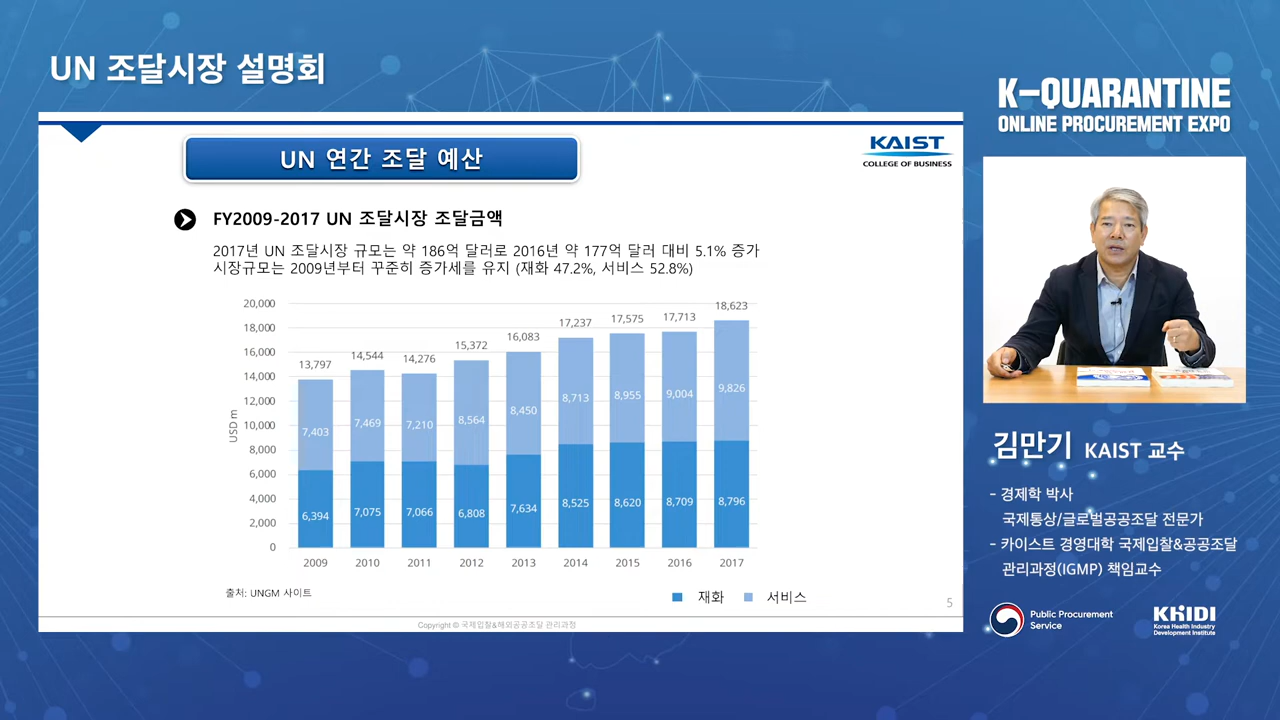 UN 조달시장 설명회
K-QUARANTINE
ONLINE PROCUREMENT EXPO
UN 연간 조달 예산
KAIST
COLLEGE OF BUSINESS
FY2009-2017 UN 조달시장 조달금액
2017년 UN 조달시장 규모는 약 186억 달러로 2016년 약 177억 달러 대비 5.1% 증가
시장규모는 2009년부터 꾸준히 증가세를 유지 (재화 47.2%, 서비스 52.8%)
USD m
20,000
18,000
16,000
14,000
12,000
10,000
8,000
6,000
4,000
2,000
0
13,797
14,544
14,276
15,372
16,083
17,237
17,575
17,713
18,623
7,403
7,469
7,210
8,564
8,450
8,713
8,955
9,004
9,826
6,394
7,075
7,066
6,808
7,634
8,525
8,620
8,709
8,796
2009
2010
2011
2012
2013
2014
2015
2016
2017
출처: UNGM 사이트
재화
서비스
5
Copyright © 국제입찰&해외공공조달 관리과정
김만기 KAIST 교수
- 경제학 박사
국제통상/글로벌공공조달 전문가
- 카이스트 경영대학 국제입찰&공공조달
관리과정(IGMP) 책임교수
Public Procurement
Service
KHIDI
Korea Health Industry
Development Institute